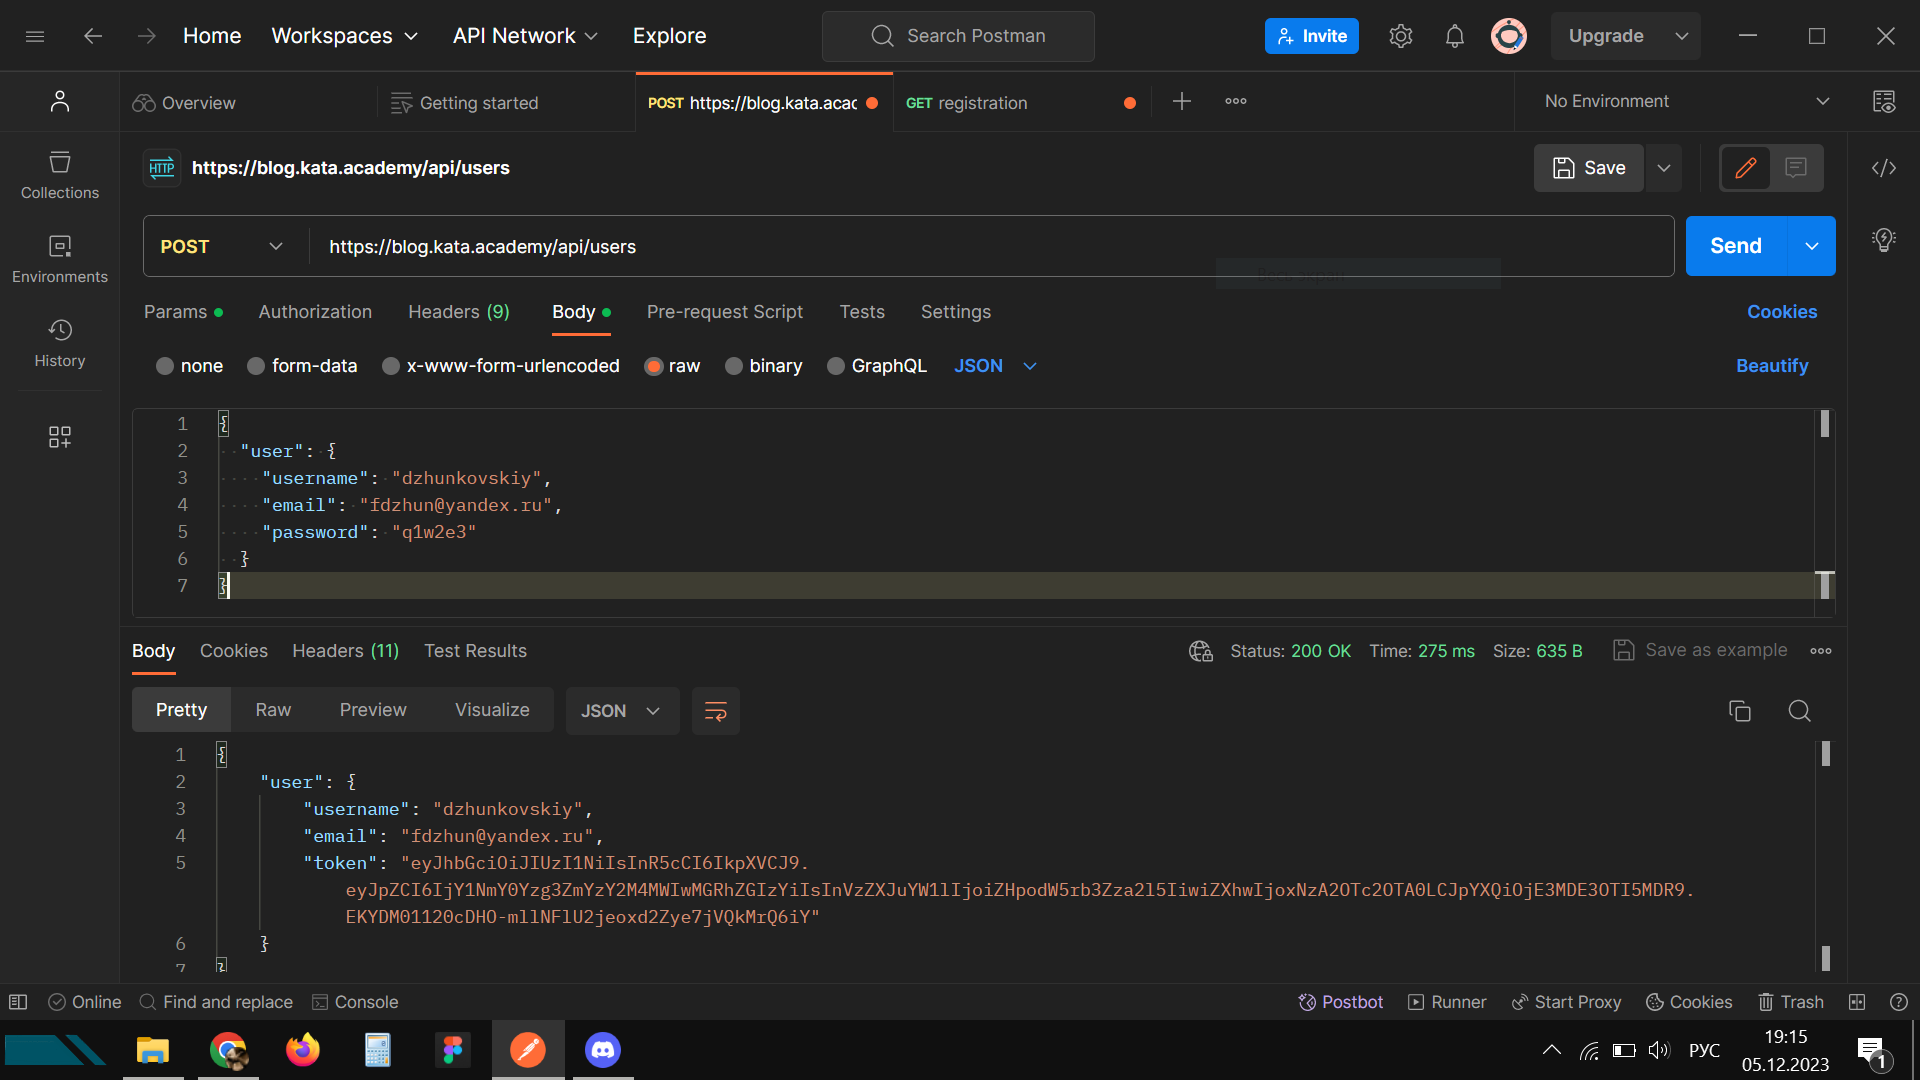 Home Workspaces API Network Explore Search Postman Invite Upgrade
Overview Getting started POST https://blog.kata.acac GET registration No Environment
HTTP https://blog.kata.academy/api/users Save
Collections
Environments
History
POST https://blog.kata.academy/api/users Send
Params Authorization Headers (9) Body Pre-request Script Tests Settings Cookies
none form-data x-www-form-urlencoded raw binary GraphQL JSON Beautify
1 {
2 "user": {
3 "username": "dzhunkovskiy",
4 "email": "fdzhun@yandex.ru",
5 "password": "q1w2e3"
6 }
7 }
Body Cookies Headers (11) Test Results Status: 200 OK Time: 275 ms Size: 635 B Save as example
Pretty Raw Preview Visualize JSON
1 {
2 "user": {
3 "username": "dzhunkovskiy",
4 "email": "fdzhun@yandex.ru",
5 "token": "eyJhbGciOiJIUzI1NiIsInR5cCI6IkpXVCJ9.
eyJpZCI6IjY1NmY0Yzg3ZmYzY2M4MWIwMGRhZGIzYiIsInVzZXJuYW1lIjoiZHpodW5rb3Zza2l5IiwiZXhwIjoxNzA2OTc2OTA0LCJpYXQiOjE3MDE3OTI5MDR9.
EKYDM01120cDHO-mllNFlU2jeoxd2Zye7jVQkMrQ6iY"
6 }
7 }
Online Find and replace Console Postbot Runner Start Proxy Cookies Trash
РУС 19:15
05.12.2023 1